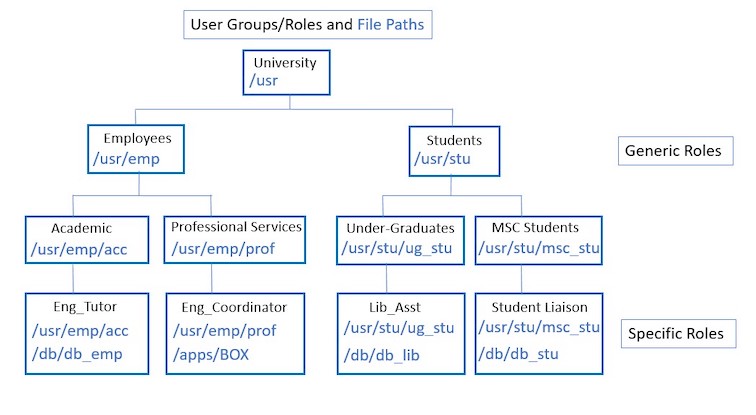 User Groups/Roles and File Paths
University
/usr
Employees
/usr/emp
Students
/usr/stu
Generic Roles
Academic
/usr/emp/acc
Professional Services
/usr/emp/prof
Under-Graduates
/usr/stu/ug_stu
MSC Students
/usr/stu/msc_stu
Eng_Tutor
/usr/emp/acc
/db/db_emp
Eng_Coordinator
/usr/emp/prof
/apps/BOX
Lib_Asst
/usr/stu/ug_stu
/db/db_lib
Student Liaison
/usr/stu/msc_stu
/db/db_stu
Specific Roles